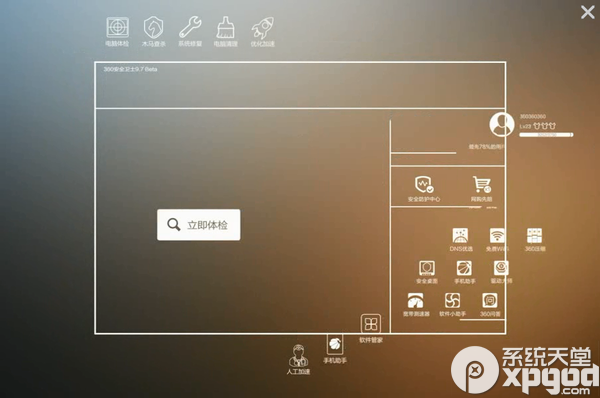 电脑体检 木马查杀 系统修复 电脑清理 优化加速
360安全卫士9.7 Beta
360360360
Lv23
领先76%的用户
安全防护中心 网购先赔
立即体检
DNS优选 免费WiFi 360压缩
安全桌面 手机助手 驱动大师
宽带测速器 软件小助手 360问答
软件管家
手机助手
人工加速
系统天堂
xpgod.com